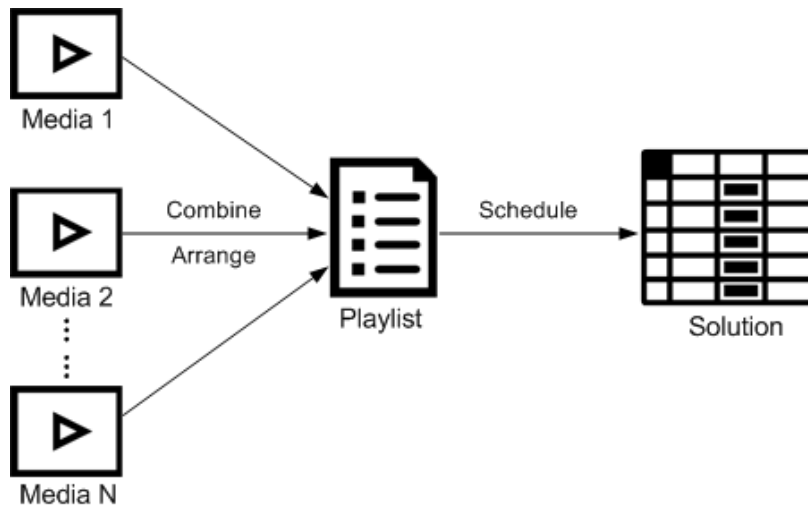 Media 1
Combine
Arrange
Media 2
Media N
Playlist
Schedule
Solution